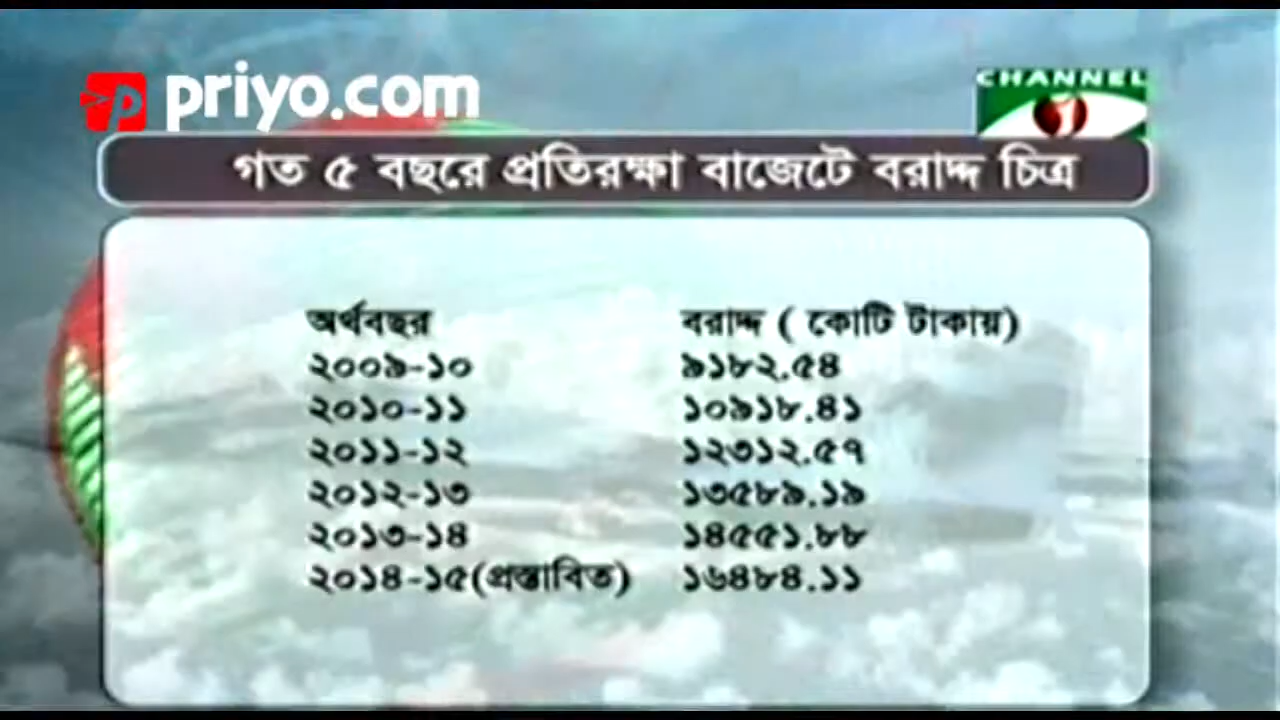 priyo.com
CHANNEL
গত ৫ বছরে প্রতিরক্ষা বাজেটে বরাদ্দ চিত্র
অর্থবছর বরাদ্দ ( কোটি টাকায়)
২০০৯-১০ ৯১৮২.৫৪
২০১০-১১ ১০৯১৮.৪১
২০১১-১২ ১২৩১২.৫৭
২০১২-১৩ ১৩৫৮৯.১৯
২০১৩-১৪ ১৪৫৫১.৮৮
২০১৪-১৫(প্রস্তাবিত) ১৬৪৮৪.১১